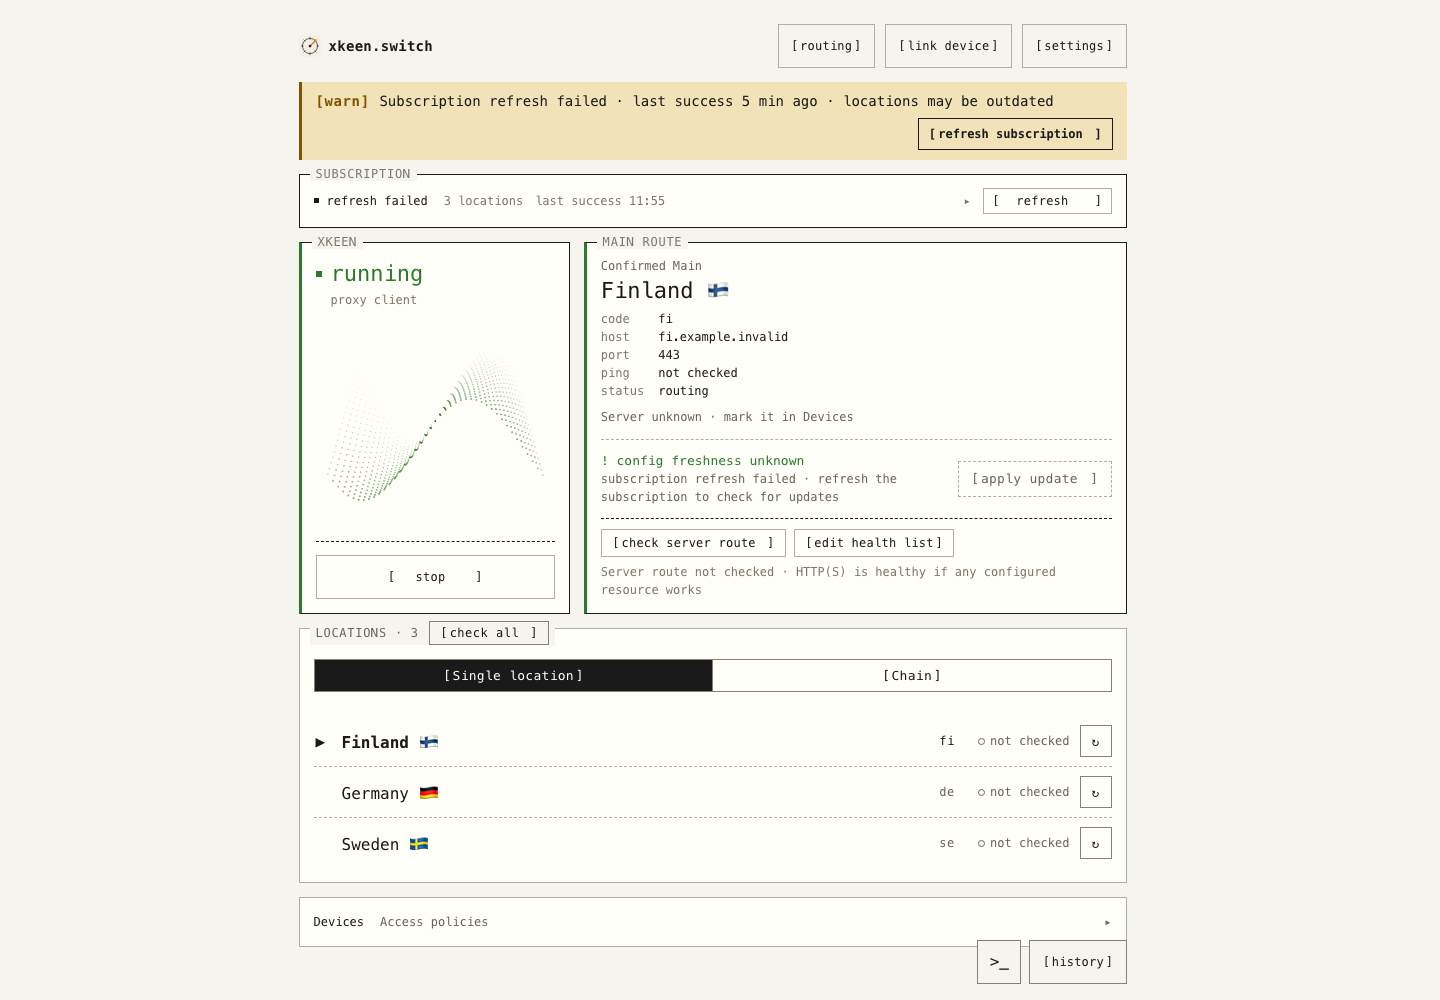 xkeen.switch
[routing] [link device] [settings]
[warn] Subscription refresh failed · last success 5 min ago · locations may be outdated
[refresh subscription ]
SUBSCRIPTION
refresh failed 3 locations last success 11:55 ▸ [ refresh ]
XKEEN
running
proxy client
[ stop ]
MAIN ROUTE
Confirmed Main
Finland 🇫🇮
code fi
host fi.example.invalid
port 443
ping not checked
status routing
Server unknown · mark it in Devices
! config freshness unknown
subscription refresh failed · refresh the
subscription to check for updates
[apply update ]
[check server route ] [edit health list]
Server route not checked · HTTP(S) is healthy if any configured
resource works
LOCATIONS · 3 [check all ]
[Single location] [Chain]
▶ Finland 🇫🇮 fi ○ not checked ↻
Germany 🇩🇪 de ○ not checked ↻
Sweden 🇸🇪 se ○ not checked ↻
Devices Access policies ▸
>_ [history]